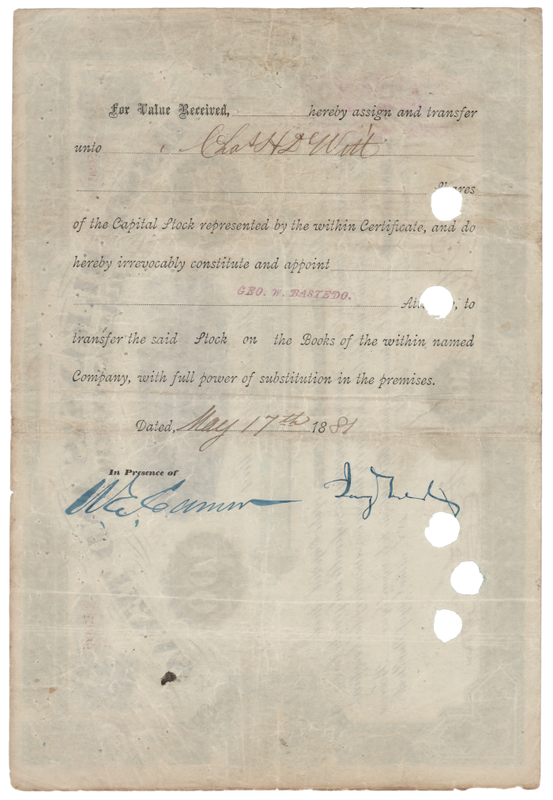 For Value Received, hereby assign and transfer
unto Chas H D Witt
of the Capital Stock represented by the within Certificate, and do
hereby irrevocably constitute and appoint
GEO. W. BASTEDO. to
transfer the said Stock on the Books of the within named
Company, with full power of substitution in the premises.
Dated, May 17th 1881
In Presence of